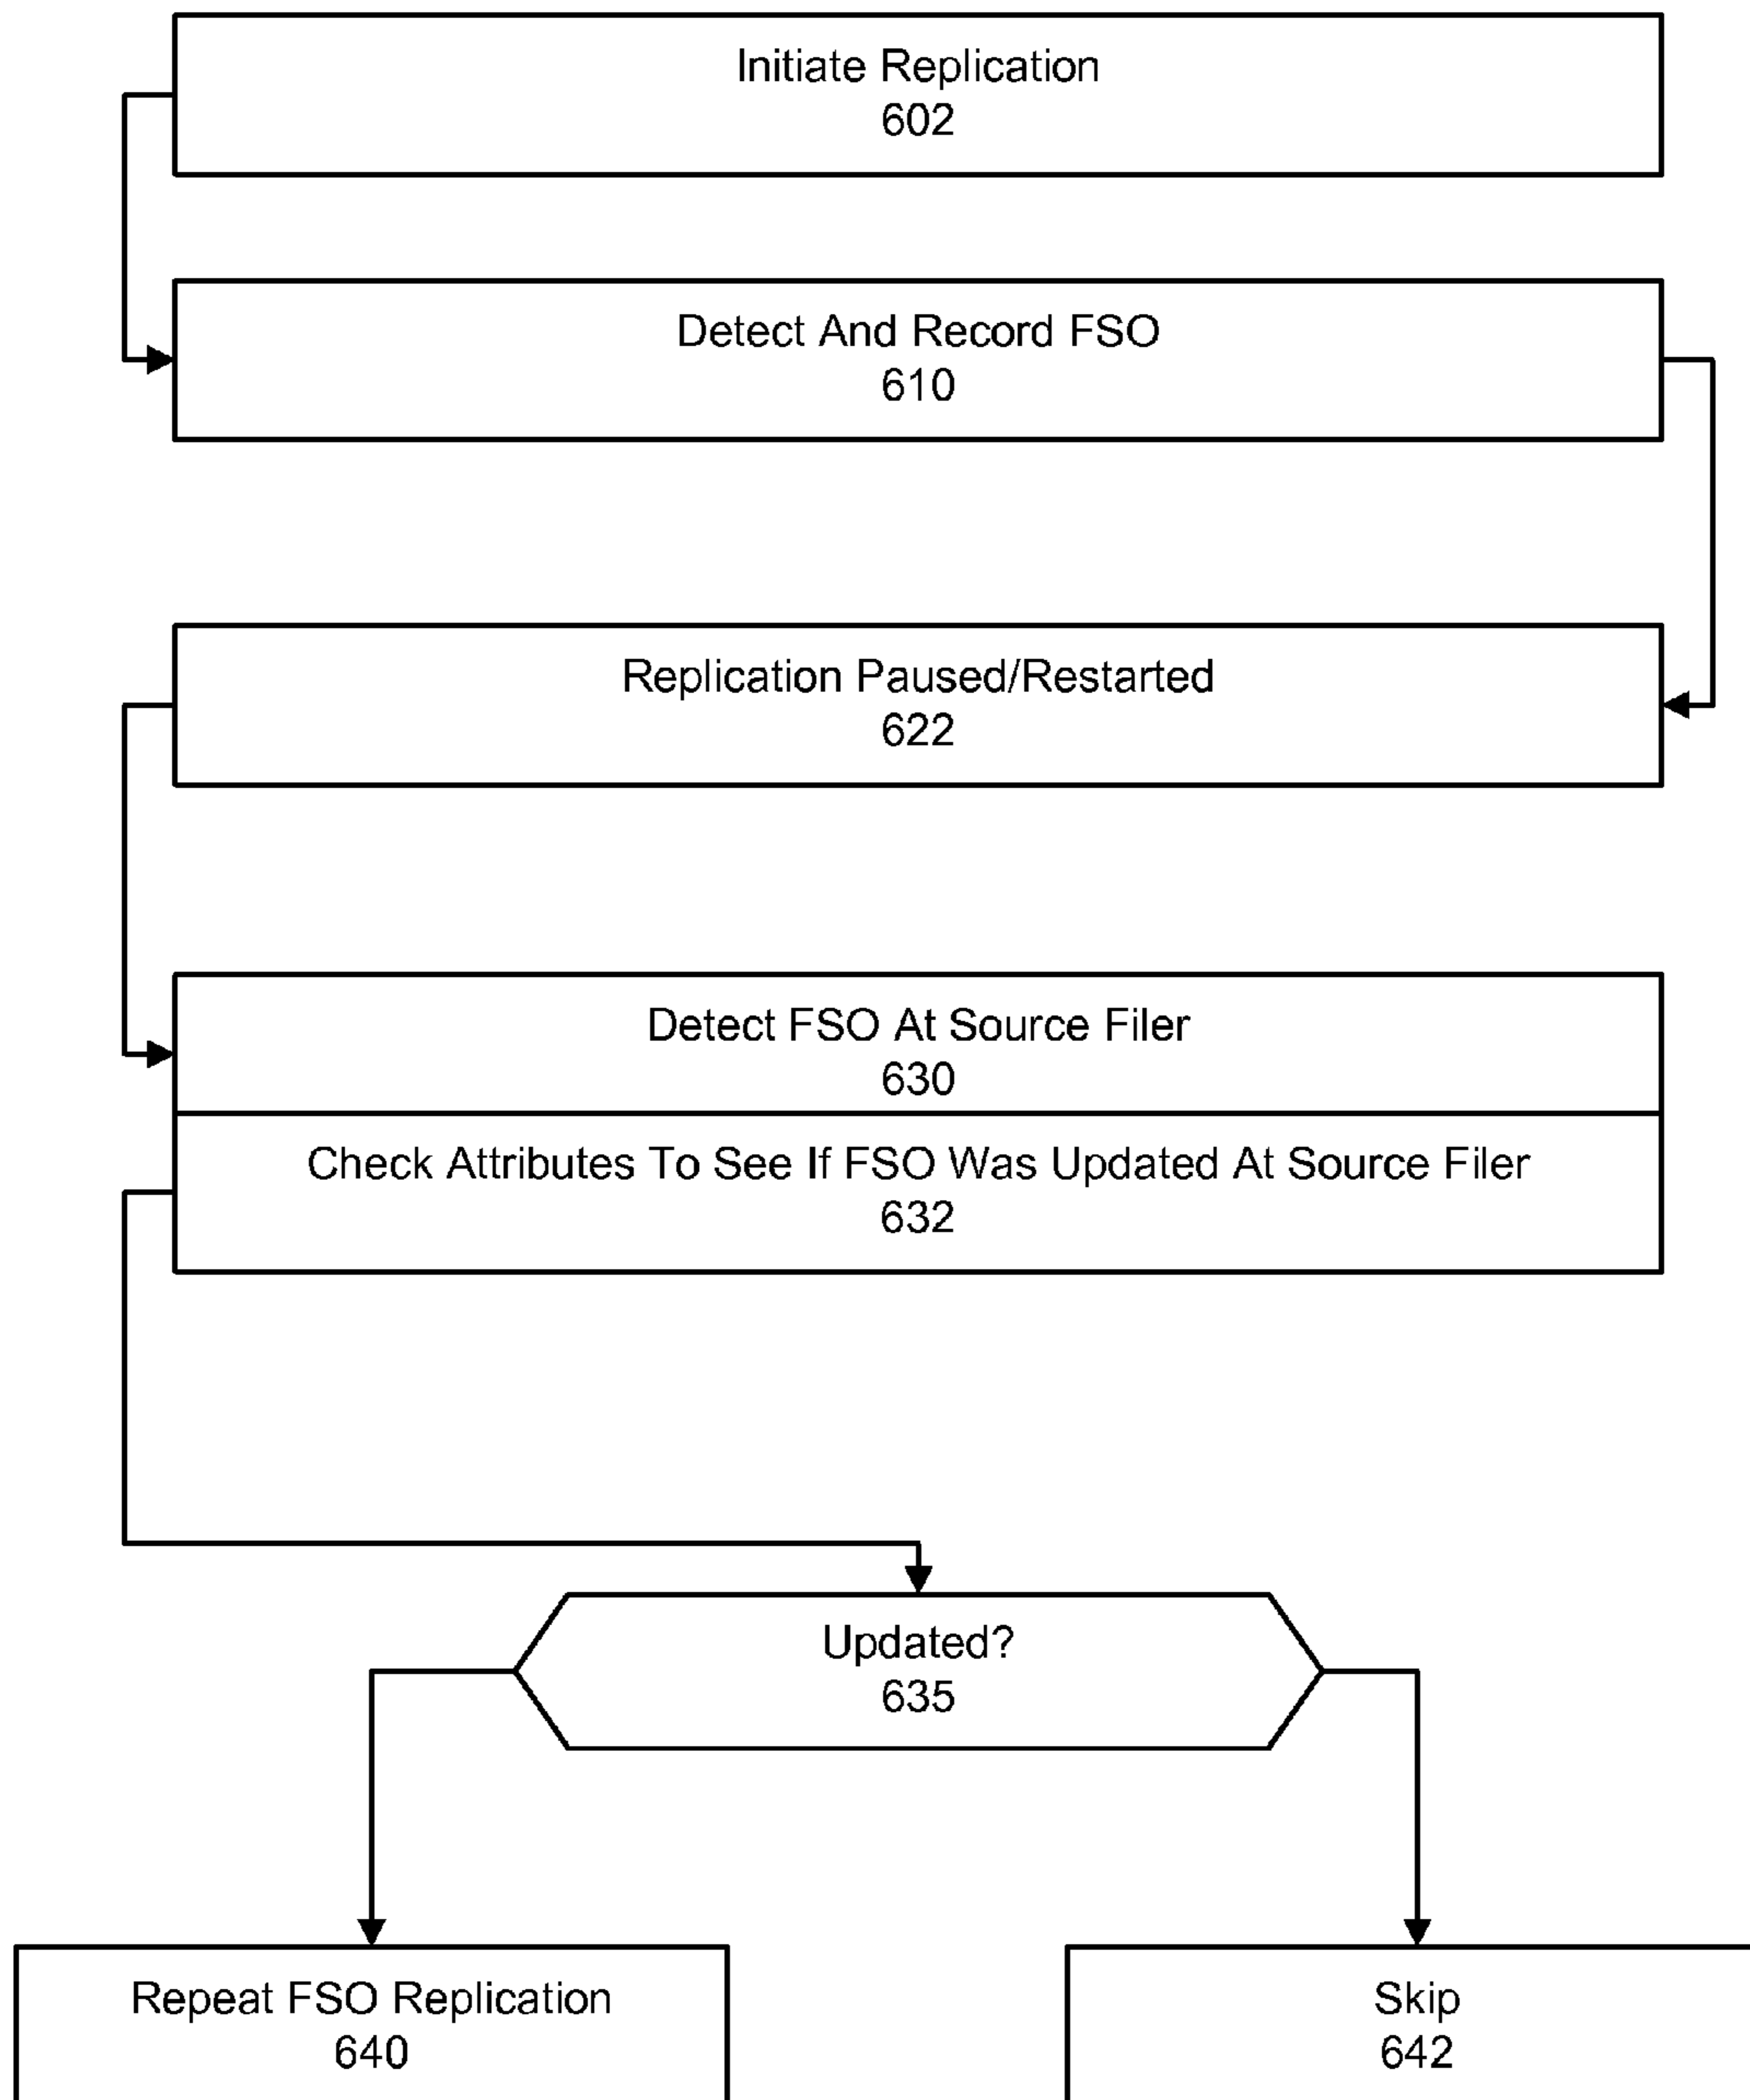 Initiate Replication
602
Detect And Record FSO
610
Replication Paused/Restarted
622
Detect FSO At Source Filer
630
Check Attributes To See If FSO Was Updated At Source Filer
632
Updated?
635
Repeat FSO Replication
640
Skip
642